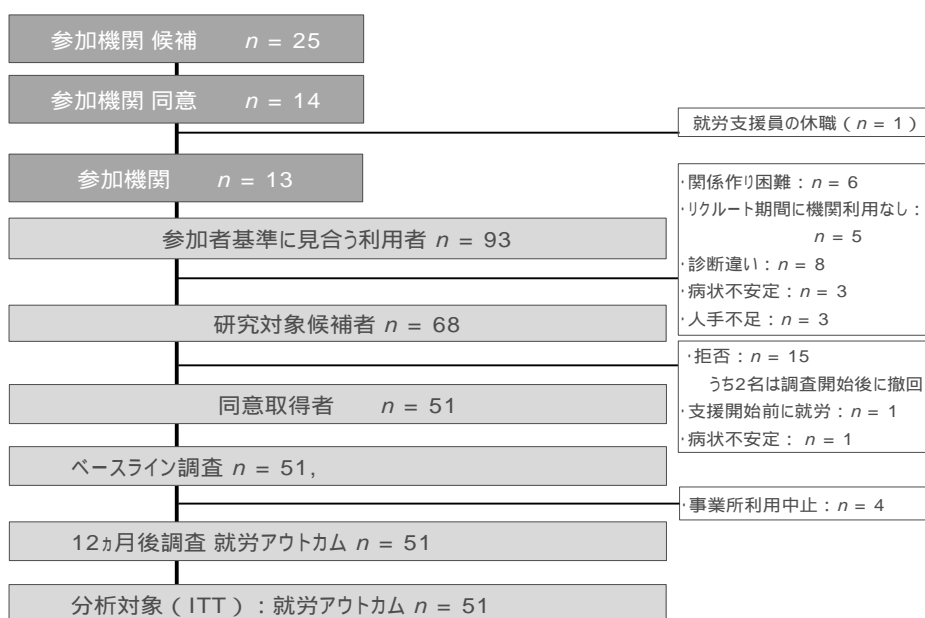 参加機関 候補 n = 25
参加機関 同意 n = 14
就労支援員の休職（n = 1）
参加機関 n = 13
・関係作り困難：n = 6
・リクルート期間に機関利用なし：
n = 5
・診断違い：n = 8
・病状不安定：n = 3
・人手不足：n = 3
参加者基準に見合う利用者 n = 93
研究対象候補者 n = 68
・拒否：n = 15
うち2名は調査開始後に撤回
・支援開始前に就労：n = 1
・病状不安定： n = 1
同意取得者 n = 51
ベースライン調査 n = 51,
・事業所利用中止：n = 4
12ヵ月後調査 就労アウトカム n = 51
分析対象（ITT）：就労アウトカム n = 51